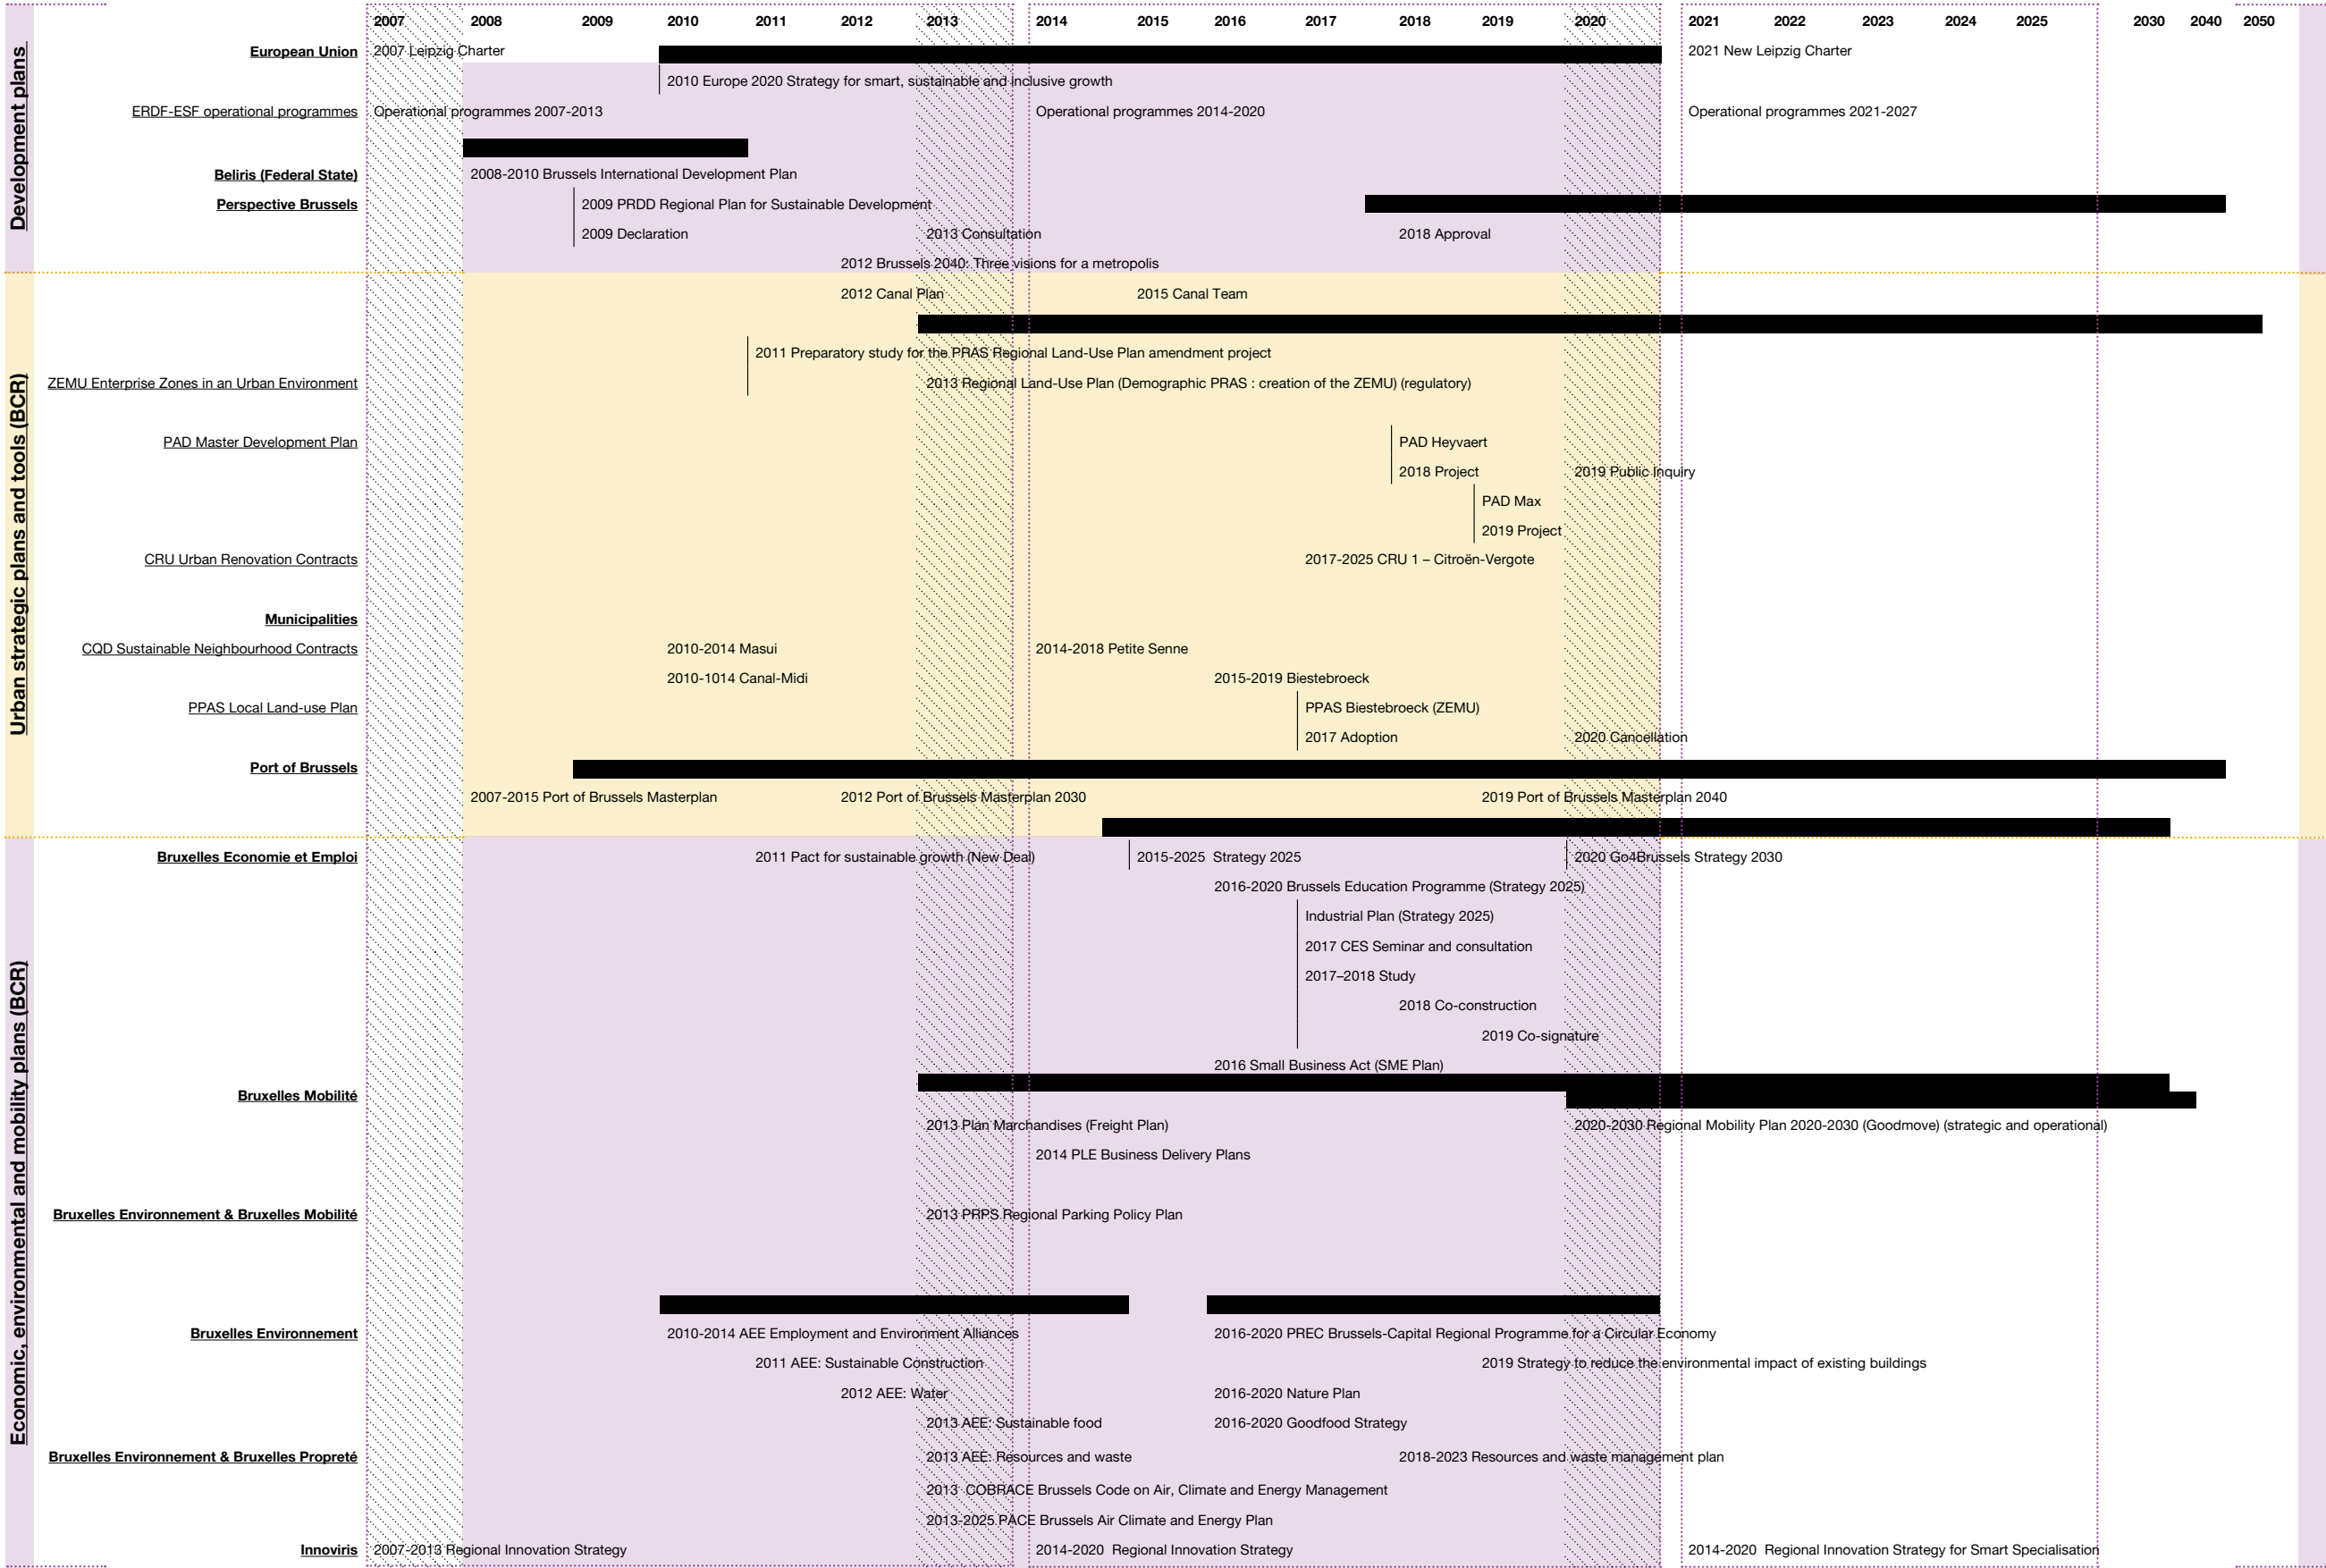 2007 2008 2009 2010 2011 2012 2013 2014 2015 2016 2017 2018 2019 2020 2021 2022 2023 2024 2025 2030 2040 2050
Development plans
European Union 2007 Leipzig Charter 2021 New Leipzig Charter
2010 Europe 2020 Strategy for smart, sustainable and inclusive growth
ERDF-ESF operational programmes Operational programmes 2007-2013 Operational programmes 2014-2020 Operational programmes 2021-2027
Beliris (Federal State) 2008-2010 Brussels International Development Plan
Perspective Brussels 2009 PRDD Regional Plan for Sustainable Development
2009 Declaration 2013 Consultation 2018 Approval
2012 Brussels 2040: Three visions for a metropolis
Urban strategic plans and tools (BCR)
2012 Canal Plan 2015 Canal Team
2011 Preparatory study for the PRAS Regional Land-Use Plan amendment project
ZEMU Enterprise Zones in an Urban Environment 2013 Regional Land-Use Plan (Demographic PRAS : creation of the ZEMU) (regulatory)
PAD Master Development Plan PAD Heyvaert
2018 Project 2019 Public Inquiry
PAD Max
2019 Project
CRU Urban Renovation Contracts 2017-2025 CRU 1 – Citroën-Vergote
Municipalities
CQD Sustainable Neighbourhood Contracts 2010-2014 Masui 2014-2018 Petite Senne
2010-1014 Canal-Midi 2015-2019 Biestebroeck
PPAS Local Land-use Plan PPAS Biestebroeck (ZEMU)
2017 Adoption 2020 Cancellation
Port of Brussels
2007-2015 Port of Brussels Masterplan 2012 Port of Brussels Masterplan 2030 2019 Port of Brussels Masterplan 2040
Economic, environmental and mobility plans (BCR)
Bruxelles Economie et Emploi 2011 Pact for sustainable growth (New Deal) 2015-2025 Strategy 2025 2020 Go4Brussels Strategy 2030
2016-2020 Brussels Education Programme (Strategy 2025)
Industrial Plan (Strategy 2025)
2017 CES Seminar and consultation
2017–2018 Study
2018 Co-construction
2019 Co-signature
2016 Small Business Act (SME Plan)
Bruxelles Mobilité
2013 Plan Marchandises (Freight Plan) 2020-2030 Regional Mobility Plan 2020-2030 (Goodmove) (strategic and operational)
2014 PLE Business Delivery Plans
Bruxelles Environnement & Bruxelles Mobilité 2013 PRPS Regional Parking Policy Plan
Bruxelles Environnement 2010-2014 AEE Employment and Environment Alliances 2016-2020 PREC Brussels-Capital Regional Programme for a Circular Economy
2011 AEE: Sustainable Construction 2019 Strategy to reduce the environmental impact of existing buildings
2012 AEE: Water 2016-2020 Nature Plan
2013 AEE: Sustainable food 2016-2020 Goodfood Strategy
Bruxelles Environnement & Bruxelles Propreté 2013 AEE: Resources and waste 2018-2023 Resources and waste management plan
2013 COBRACE Brussels Code on Air, Climate and Energy Management
2013-2025 PACE Brussels Air Climate and Energy Plan
Innoviris 2007-2013 Regional Innovation Strategy 2014-2020 Regional Innovation Strategy 2014-2020 Regional Innovation Strategy for Smart Specialisation